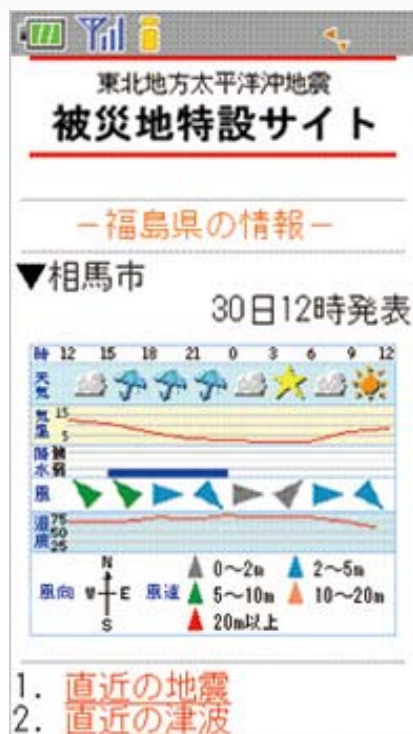 東北地方太平洋沖地震
被災地特設サイト
－福島県の情報－
▼相馬市
30日12時発表
時 12 15 18 21 0 3 6 9 12
天気
気温 15 5
降水 強 弱
風
湿度 75 50 25
風向 N W E S 風速 0～2m 2～5m
5～10m 10～20m
20m以上
1. 直近の地震
2. 直近の津波